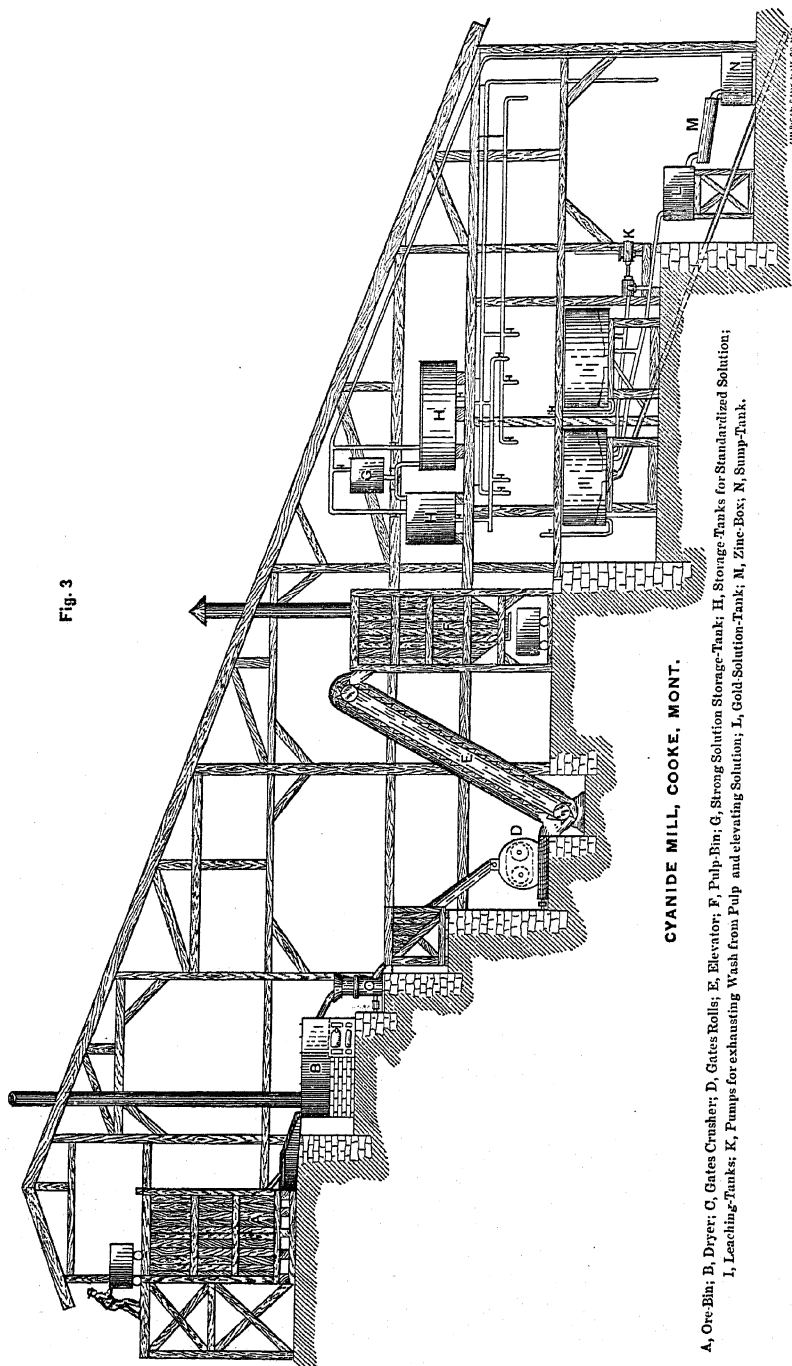 Fig. 3
A
B
C
D
E
F
G
H
H
K
L
M
N
CYANIDE MILL, COOKE, MONT.
A, Ore-Bin; B, Dryer; C, Gates Crusher; D, Gates Rolls; E, Elevator; F, Pulp-Bin; G, Strong Solution Storage-Tank; H, Storage-Tanks for Standardized Solution;
I, Leaching-Tanks; K, Pumps for exhausting Wash from Pulp and elevating Solution; L, Gold-Solution-Tank; M, Zinc-Box; N, Sump-Tank.